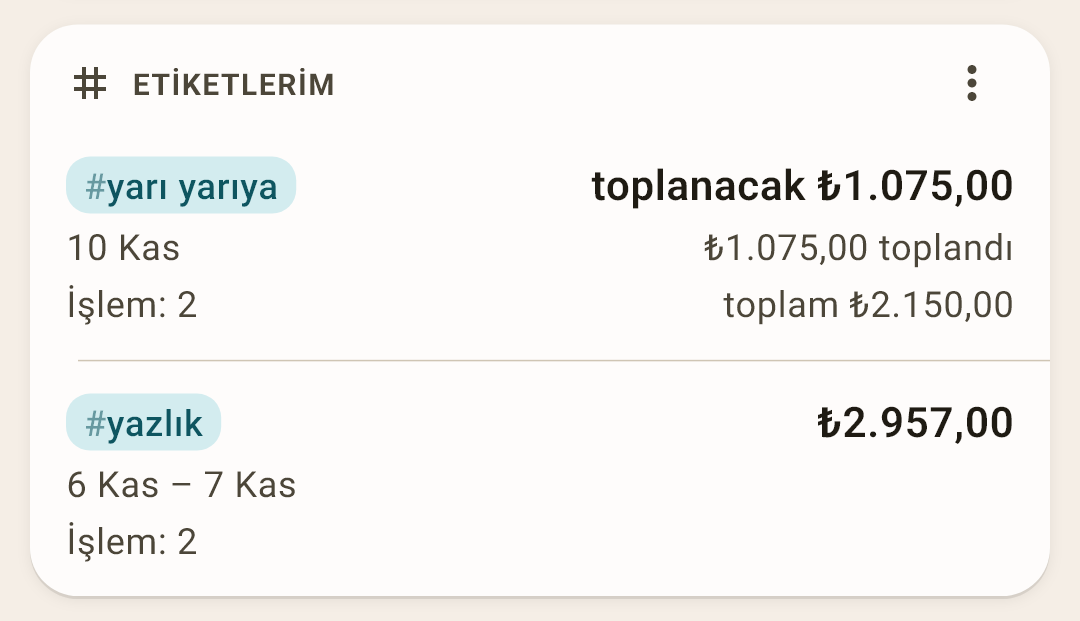 # ETİKETLERİM
#yarı yarıya toplanacak ₺1.075,00
10 Kas ₺1.075,00 toplandı
İşlem: 2 toplam ₺2.150,00
#yazlık ₺2.957,00
6 Kas – 7 Kas
İşlem: 2